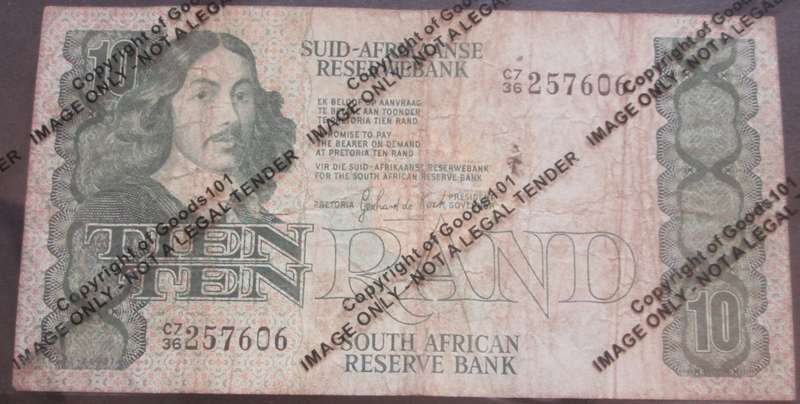 10
SUID-AFRIKAANSE
RESERWEBANK
C7/36 257606
EK BELOOF OP AANVRAAG
TE BETAAL AAN TOONDER
TE PRETORIA TIEN RAND
I PROMISE TO PAY
THE BEARER ON DEMAND
AT PRETORIA TEN RAND
VIR DIE SUID-AFRIKAANSE RESERWEBANK
FOR THE SOUTH AFRICAN RESERVE BANK
PRETORIA Gerhard de Kock PRESIDENT
GOVERNOR
TIEN
TEN RAND
C7/36 257606
SOUTH AFRICAN
RESERVE BANK
10
Copyright of Goods101
IMAGE ONLY - NOT A LEGAL TENDER
Copyright of Goods101
IMAGE ONLY - NOT A LEGAL TENDER
Copyright of Goods101
IMAGE ONLY - NOT A LEGAL TENDER
Copyright of Goods101
IMAGE ONLY - NOT A LEGAL TENDER
Copyright of Goods101
IMAGE ONLY - NOT A LEGAL TENDER
Copyright of Goods101
IMAGE ONLY - NOT A LEGAL TENDER